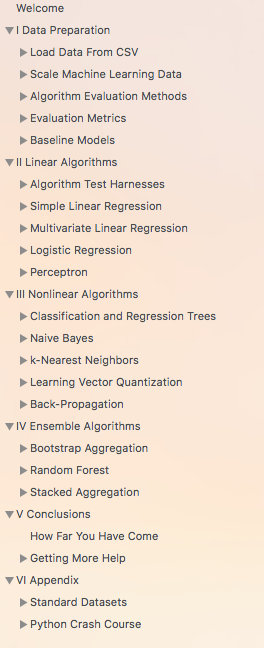 Welcome
I Data Preparation
Load Data From CSV
Scale Machine Learning Data
Algorithm Evaluation Methods
Evaluation Metrics
Baseline Models
II Linear Algorithms
Algorithm Test Harnesses
Simple Linear Regression
Multivariate Linear Regression
Logistic Regression
Perceptron
III Nonlinear Algorithms
Classification and Regression Trees
Naive Bayes
k-Nearest Neighbors
Learning Vector Quantization
Back-Propagation
IV Ensemble Algorithms
Bootstrap Aggregation
Random Forest
Stacked Aggregation
V Conclusions
How Far You Have Come
Getting More Help
VI Appendix
Standard Datasets
Python Crash Course